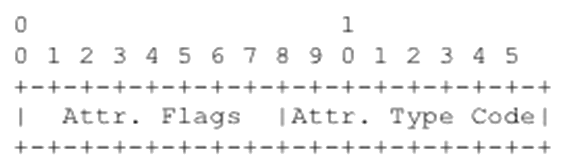 0                   1
0 1 2 3 4 5 6 7 8 9 0 1 2 3 4 5
+-+-+-+-+-+-+-+-+-+-+-+-+-+-+-+-+
|  Attr. Flags  |Attr. Type Code|
+-+-+-+-+-+-+-+-+-+-+-+-+-+-+-+-+